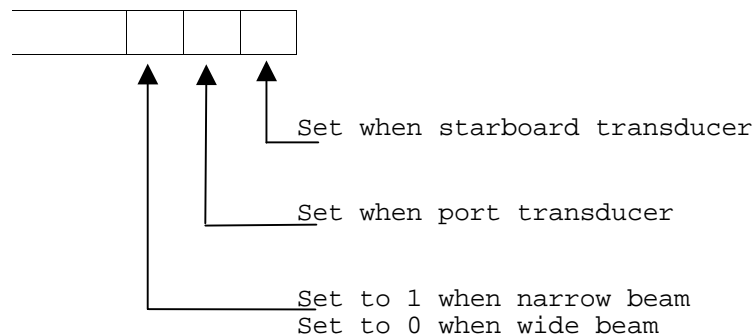 Set when starboard transducer
Set when port transducer
Set to 1 when narrow beam
Set to 0 when wide beam